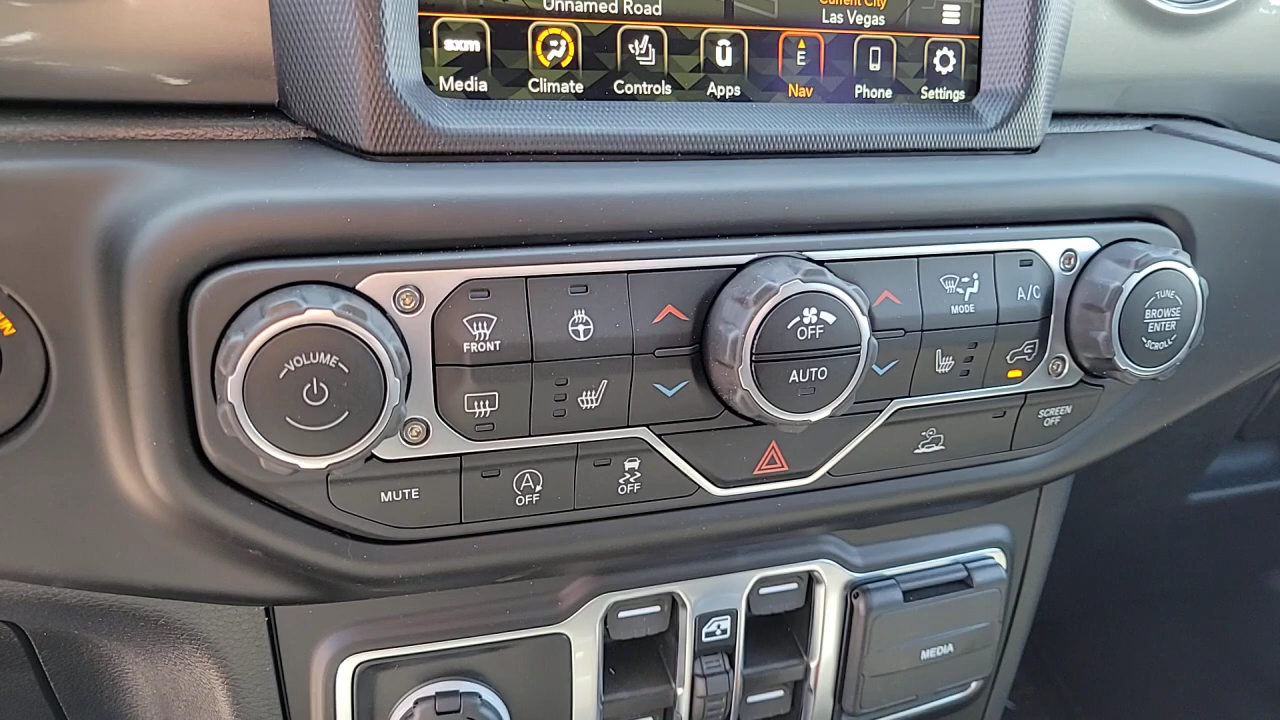 Unnamed Road
Current City
Las Vegas
sxm
E
Media
Climate
Controls
Apps
Nav
Phone
Settings
VOLUME
FRONT
OFF
AUTO
MODE
A/C
TUNE
BROWSE
ENTER
SCROLL
MUTE
A
OFF
OFF
SCREEN
OFF
MEDIA